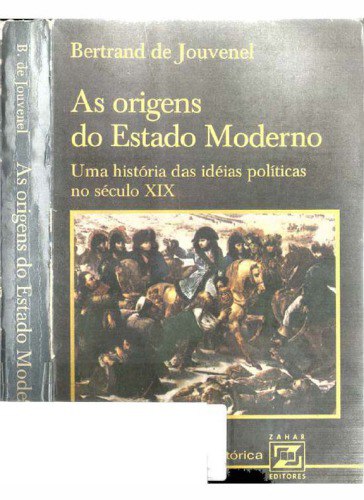 B. de Jouvenel As origens do Estado Mode
Bertrand de Jouvenel
As origens
do Estado Moderno
Uma história das idéias políticas
no século XIX
tórica
ZAHAR
EDITORES